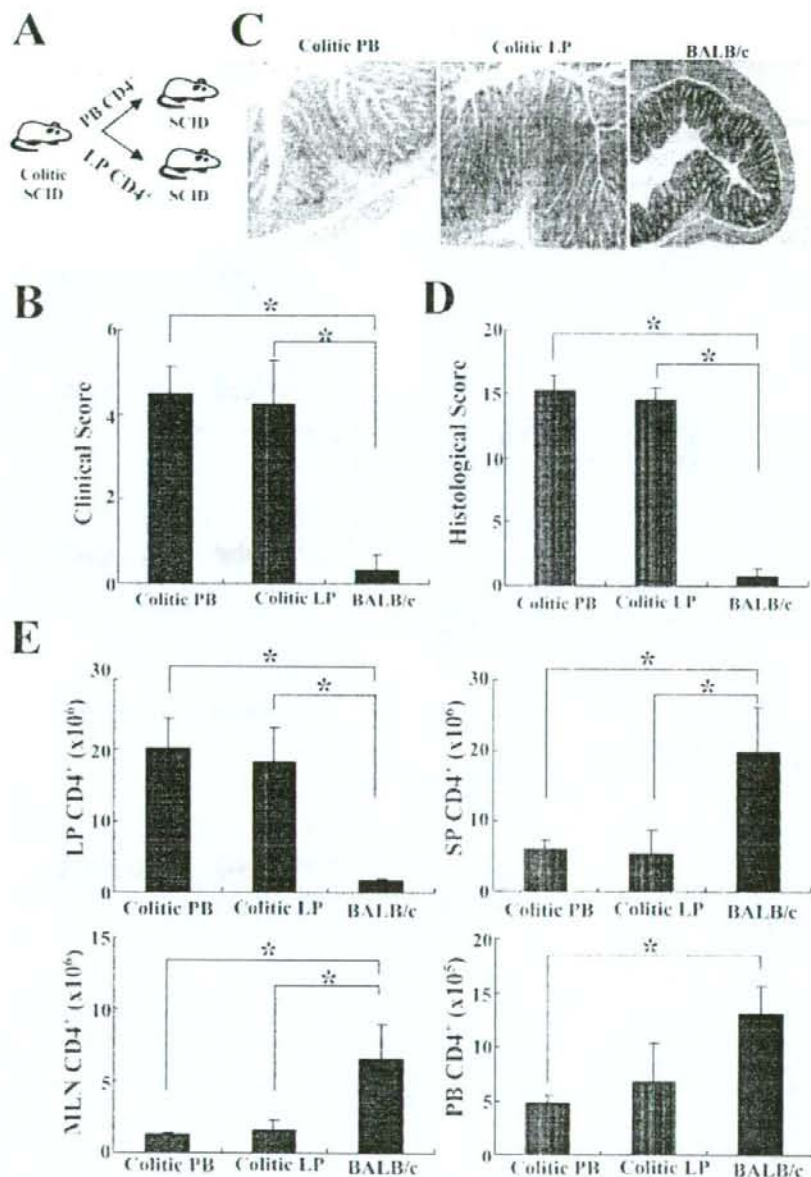 A
PB CD4+
SCID
LP CD4+
SCID
Colitic
SCID
C
Colitic PB
Colitic LP
BALB/c
B
Clinical Score
6
4
2
0
*
*
Colitic PB
Colitic LP
BALB/c
D
Histological Score
20
15
10
5
0
*
*
Colitic PB
Colitic LP
BALB/c
E
LP CD4+ (x10⁶)
30
20
10
0
*
*
Colitic PB
Colitic LP
BALB/c
SP CD4+ (x10⁶)
30
20
10
0
*
*
Colitic PB
Colitic LP
BALB/c
MLN CD4+ (x10⁶)
15
10
5
0
*
*
Colitic PB
Colitic LP
BALB/c
PB CD4+ (x10⁵)
20
15
10
5
0
*
Colitic PB
Colitic LP
BALB/c